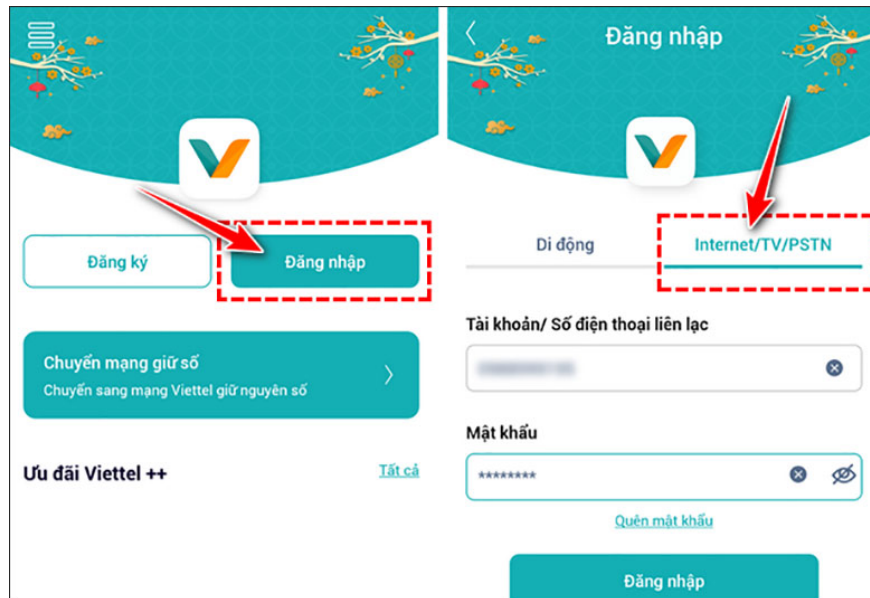 Đăng ký
Đăng nhập
Chuyển mạng giữ số
Chuyển sang mạng Viettel giữ nguyên số
Ưu đãi Viettel ++
Tất cả
Đăng nhập
Di động
Internet/TV/PSTN
Tài khoản/ Số điện thoại liên lạc
Mật khẩu
********
Quên mật khẩu
Đăng nhập